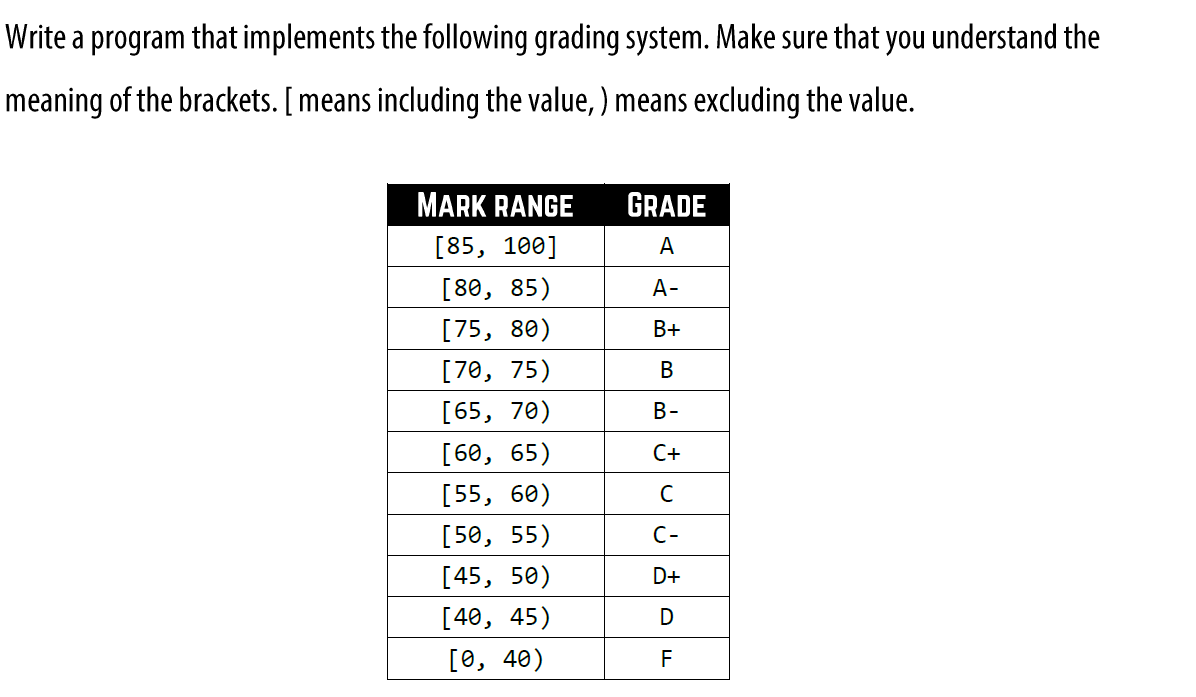 Write a program that implements the following grading system. Make sure that you understand the
meaning of the brackets. [ means including the value, ) means excluding the value.
MARK RANGE GRADE
[85, 100] A
[80, 85) A-
[75, 80) B+
[70, 75) B
[65, 70) B-
[60, 65) C+
[55, 60) C
[50, 55) C-
[45, 50) D+
[40, 45) D
[0, 40) F